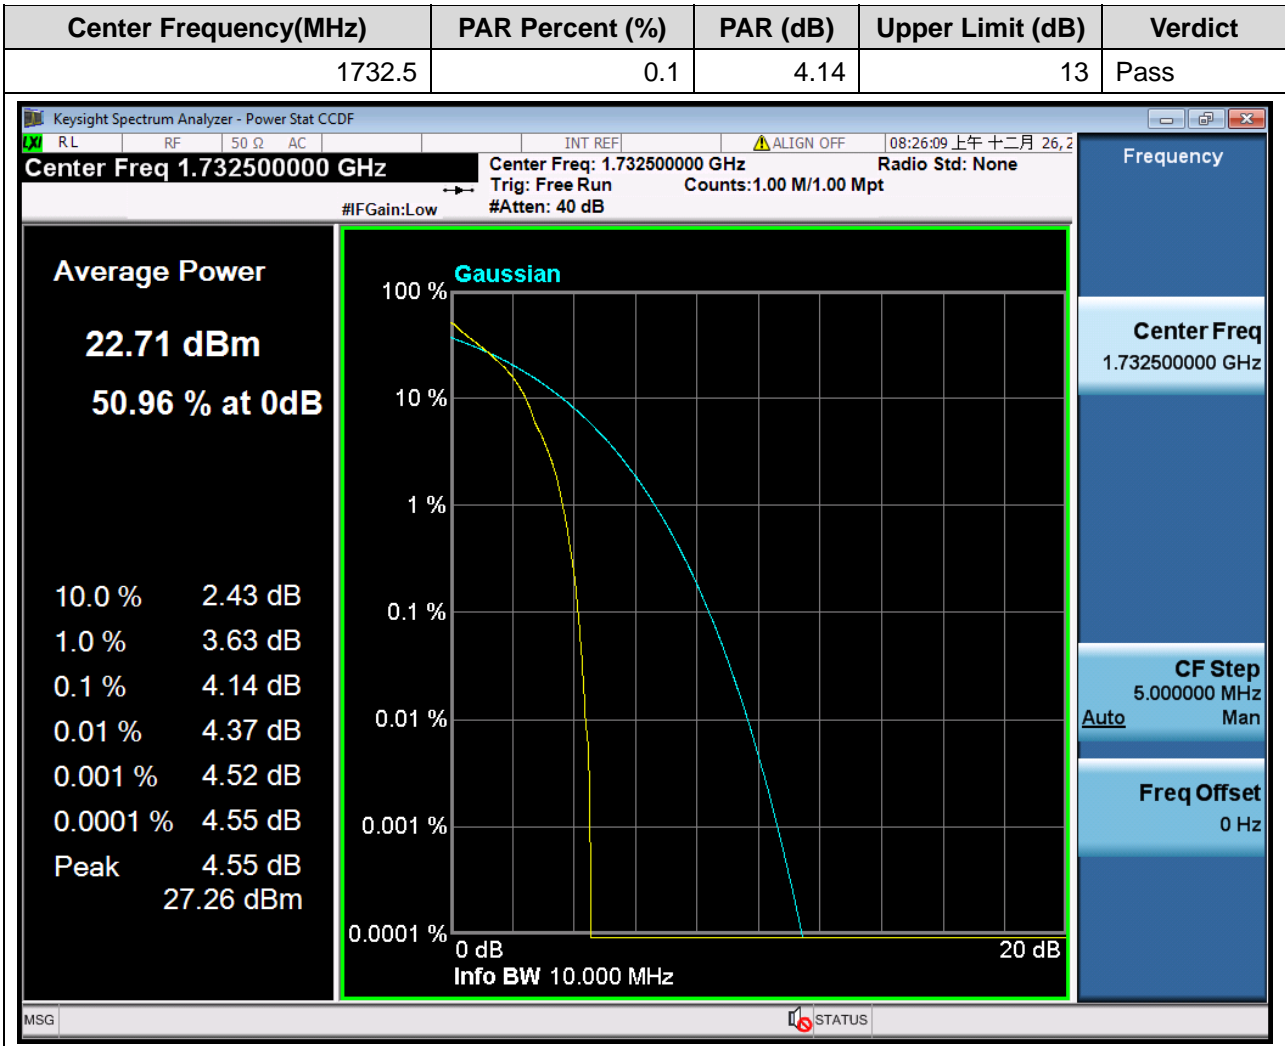 Center Frequency(MHz) PAR Percent (%) PAR (dB) Upper Limit (dB) Verdict
1732.5 0.1 4.14 13 Pass
Keysight Spectrum Analyzer - Power Stat CCDF
LXI RL RF 50 Ω AC INT REF ALIGN OFF 08:26:09 上午 十二月 26, 2
Center Freq 1.732500000 GHz
Center Freq: 1.732500000 GHz Radio Std: None
Trig: Free Run Counts:1.00 M/1.00 Mpt
#IFGain:Low #Atten: 40 dB
Average Power
22.71 dBm
50.96 % at 0dB
10.0 % 2.43 dB
1.0 % 3.63 dB
0.1 % 4.14 dB
0.01 % 4.37 dB
0.001 % 4.52 dB
0.0001 % 4.55 dB
Peak 4.55 dB
27.26 dBm
Gaussian
100 %
10 %
1 %
0.1 %
0.01 %
0.001 %
0.0001 %
0 dB 20 dB
Info BW 10.000 MHz
Frequency
Center Freq
1.732500000 GHz
CF Step
5.000000 MHz
Auto Man
Freq Offset
0 Hz
MSG STATUS